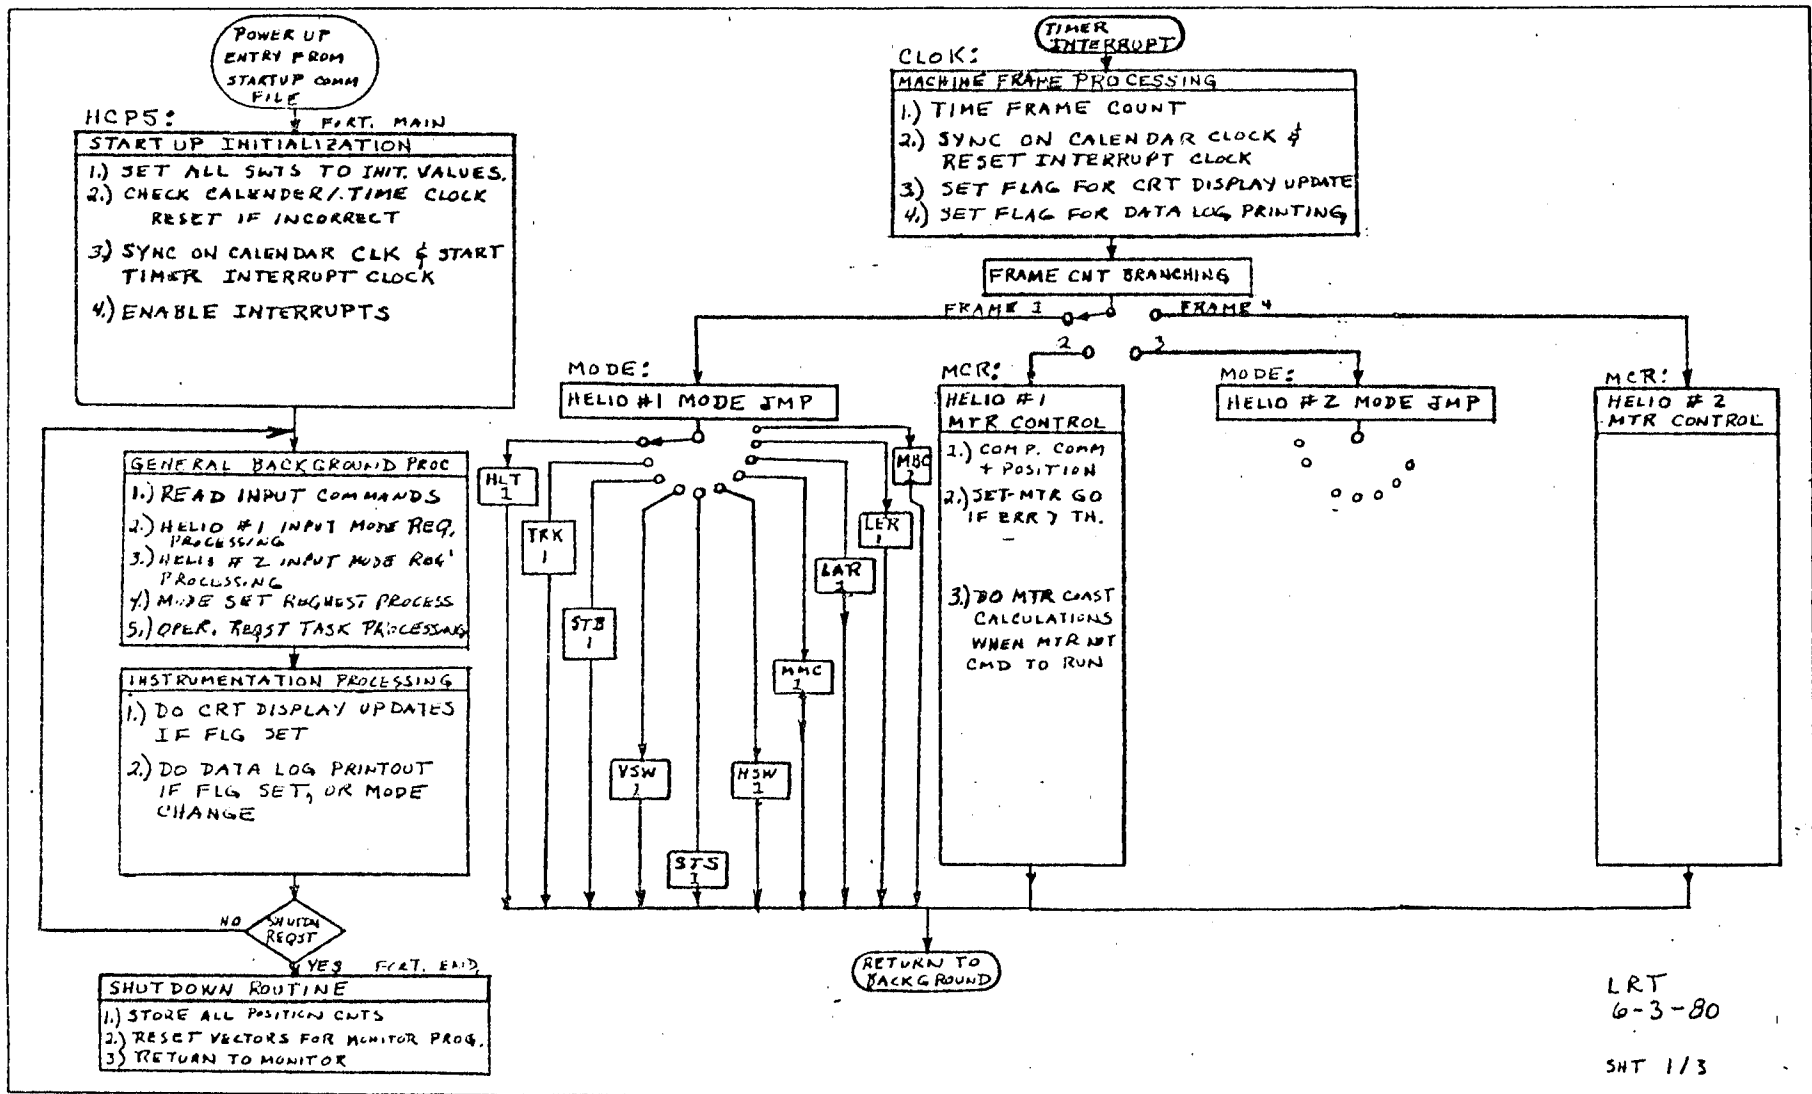 POWER UP
ENTRY FROM
STARTUP COMM
FILE
HCP5:
FORT. MAIN
START UP INITIALIZATION
1.) SET ALL SWTS TO INIT. VALUES.
2.) CHECK CALENDER/.TIME CLOCK
RESET IF INCORRECT
3.) SYNC ON CALENDAR CLK & START
TIMER INTERRUPT CLOCK
4.) ENABLE INTERRUPTS
GENERAL BACKGROUND PROC
1.) READ INPUT COMMANDS
2.) HELIO #1 INPUT MODE REQ.
PROCESSING
3.) HELIO # 2 INPUT MODE REQ'
PROCESSING
4.) MODE SET REQUEST PROCESS
5.) OPER. REQST TASK PROCESSING
INSTRUMENTATION PROCESSING
1.) DO CRT DISPLAY UPDATES
IF FLG SET
2.) DO DATA LOG PRINTOUT
IF FLG SET, OR MODE
CHANGE
NO
SHUTDN
REQST
YES
FORT. END
SHUTDOWN ROUTINE
1.) STORE ALL POSITION CNTS
2.) RESET VECTORS FOR MONITOR PROG.
3) RETURN TO MONITOR
TIMER
INTERRUPT
CLOK:
MACHINE FRAME PROCESSING
1.) TIME FRAME COUNT
2.) SYNC ON CALENDAR CLOCK &
RESET INTERRUPT CLOCK
3) SET FLAG FOR CRT DISPLAY UPDATE
4.) SET FLAG FOR DATA LOG PRINTING
FRAME CNT BRANCHING
FRAME 1
FRAME 4
2
3
MODE:
HELIO #1 MODE JMP
HLT
1
TRK
1
STB
1
VSW
1
STS
1
HSW
1
MMC
1
LAR
1
LER
1
MBC
1
MCR:
HELIO #1
MTR CONTROL
1.) COMP. COMM
+ POSITION
2.) SET-MTR GO
IF ERR > TH.
3.) DO MTR COAST
CALCULATIONS
WHEN MTR NOT
CMD TO RUN
MODE:
HELIO # 2 MODE JMP
MCR:
HELIO # 2
MTR CONTROL
RETURN TO
BACKGROUND
LRT
6-3-80
SHT 1/3